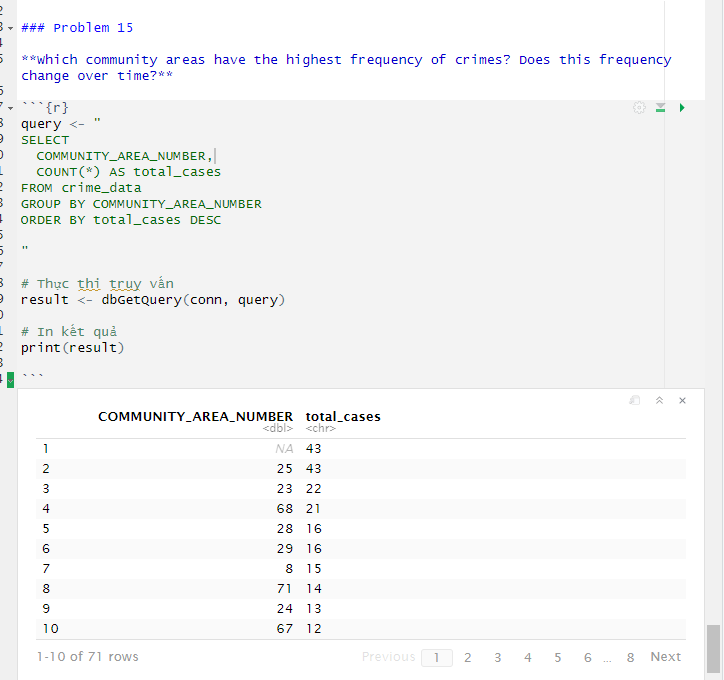 ### Problem 15
**Which community areas have the highest frequency of crimes? Does this frequency
change over time?**
```{r}
query <- "
SELECT
COMMUNITY_AREA_NUMBER,
COUNT(*) AS total_cases
FROM crime_data
GROUP BY COMMUNITY_AREA_NUMBER
ORDER BY total_cases DESC
"
# Thực thi truy vấn
result <- dbGetQuery(conn, query)
# In kết quả
print(result)
```
COMMUNITY_AREA_NUMBER total_cases
<dbl> <chr>
1 NA 43
2 25 43
3 23 22
4 68 21
5 28 16
6 29 16
7 8 15
8 71 14
9 24 13
10 67 12
1-10 of 71 rows Previous 1 2 3 4 5 6 ... 8 Next